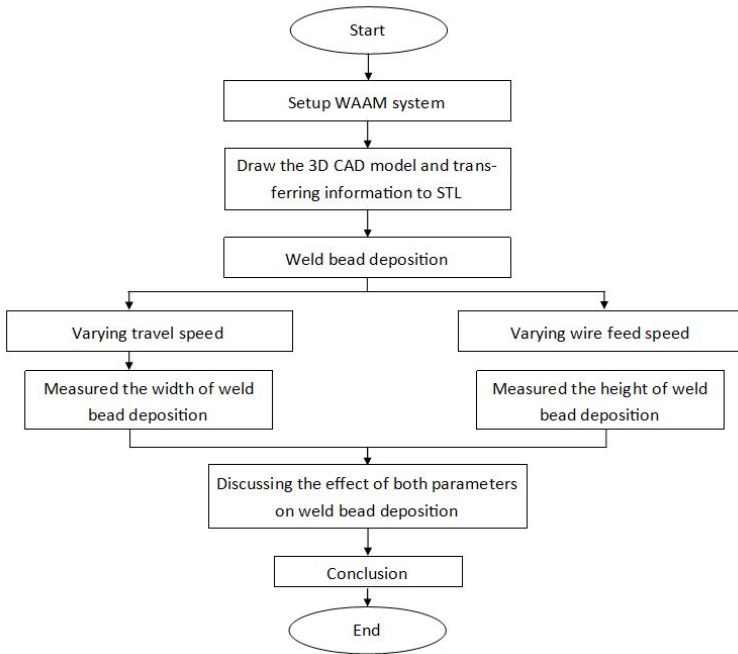 Start
Setup WAAM system
Draw the 3D CAD model and trans-
ferring information to STL
Weld bead deposition
Varying travel speed
Varying wire feed speed
Measured the width of weld
bead deposition
Measured the height of weld
bead deposition
Discussing the effect of both parameters
on weld bead deposition
Conclusion
End